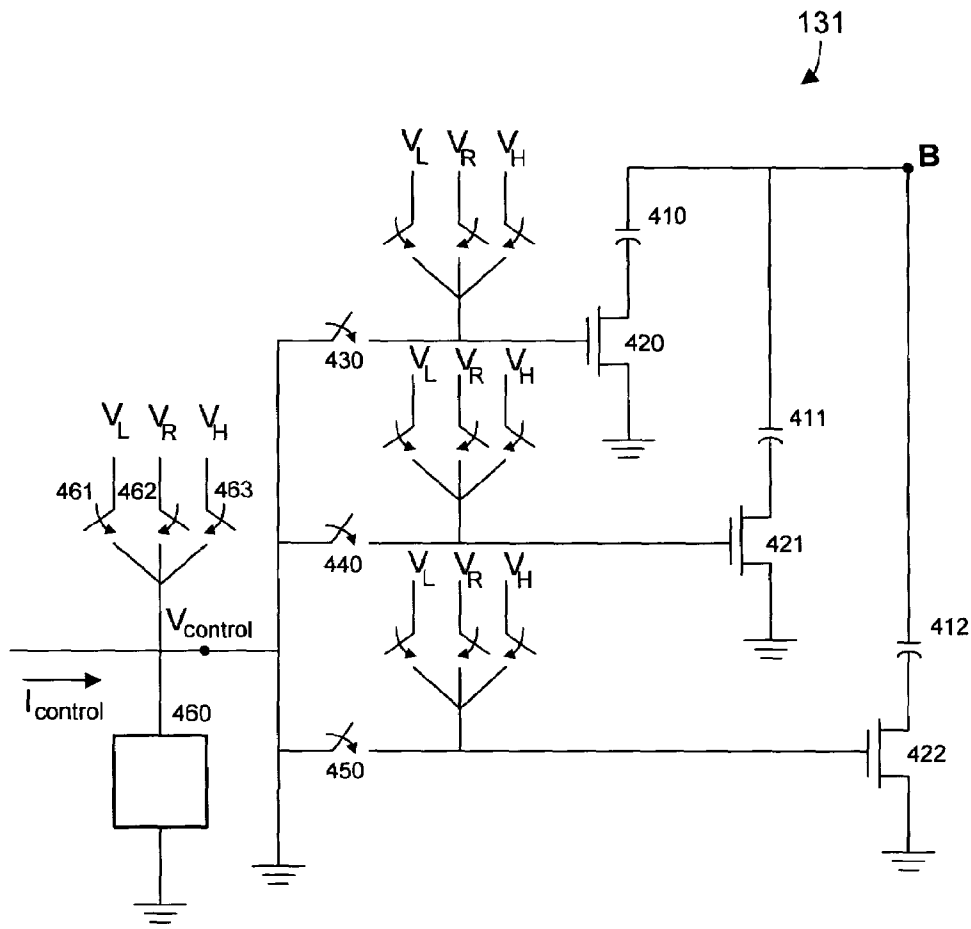 131
V_L V_R V_H
B
410
430
420
V_L V_R V_H
411
V_L V_R V_H
461 462 463
440
421
V_L V_R V_H
V_control
412
I_control
460
450
422